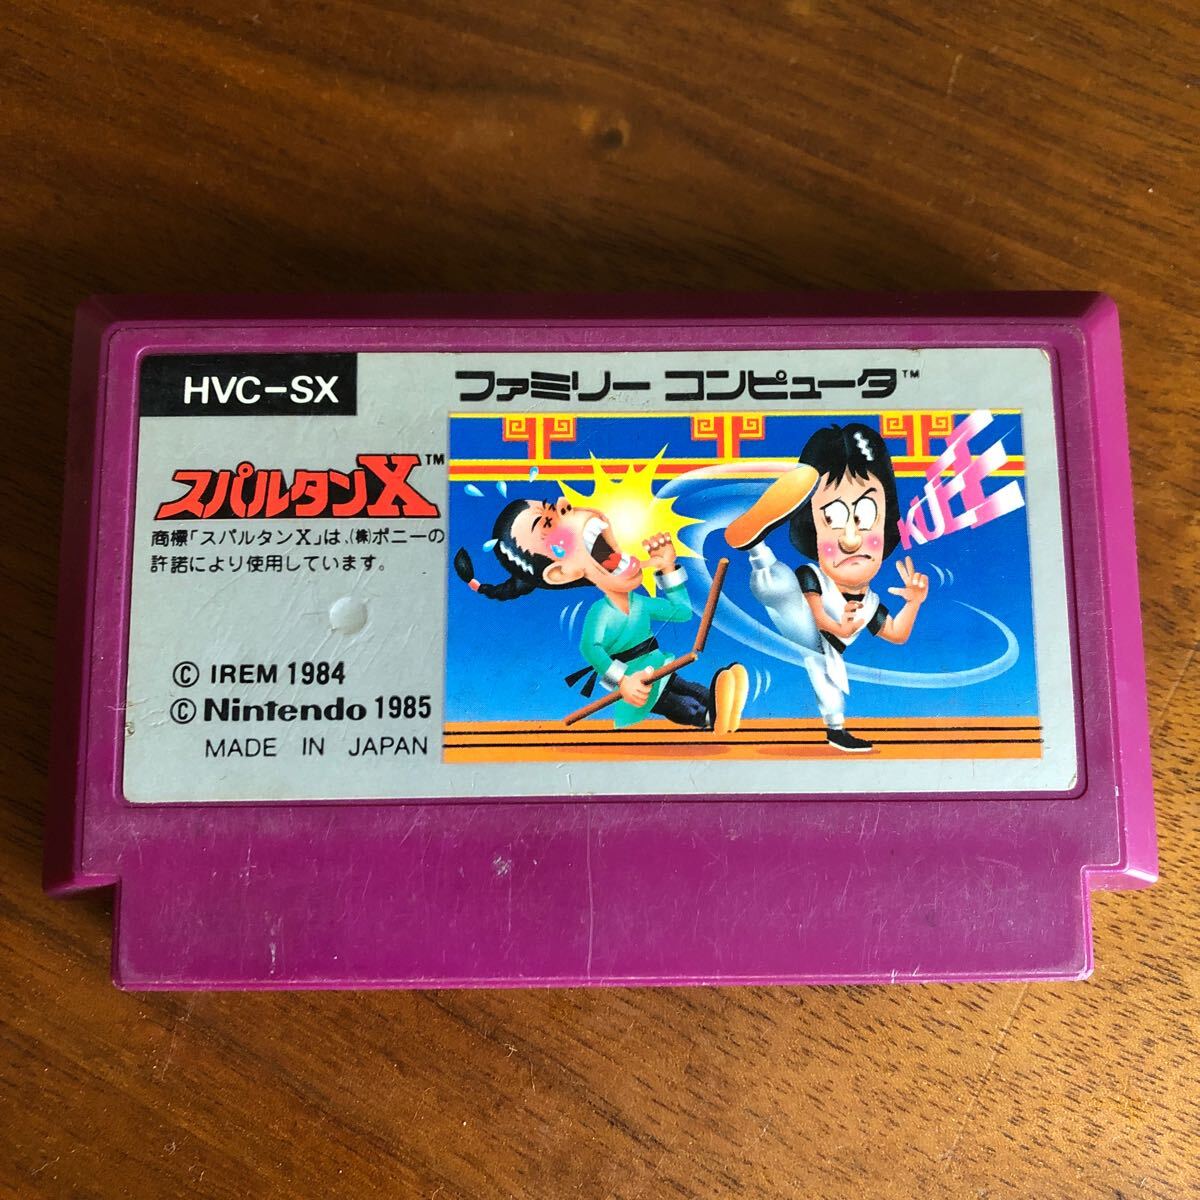 HVC-SX
ファミリー コンピュータ™
スパルタンX™
商標「スパルタンX」は、(株)ポニーの
許諾により使用しています。
© IREM 1984
© Nintendo 1985
MADE IN JAPAN
KUEEE